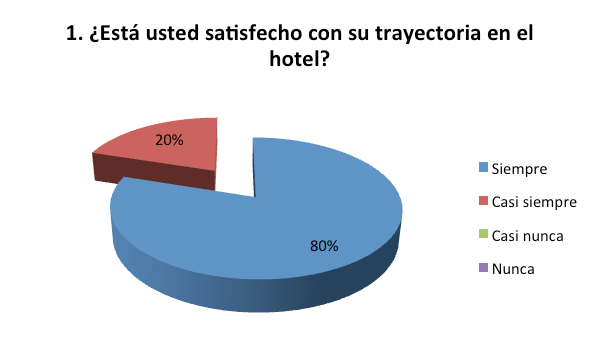 1. ¿Está usted satisfecho con su trayectoria en el
hotel?
20%
80%
Siempre
Casi siempre
Casi nunca
Nunca